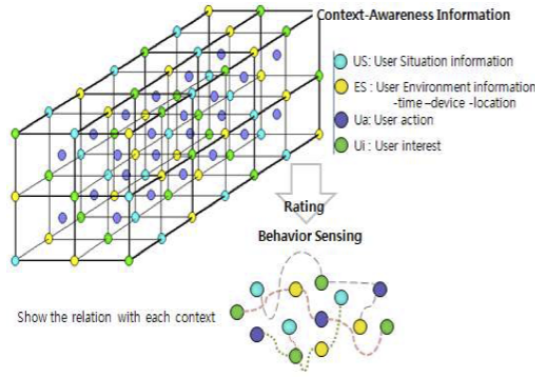 Context-Awareness Information
US: User Situation information
ES : User Environment information
-time –device -location
Ua: User action
Ui : User interest
Rating
Behavior Sensing
Show the relation with each context